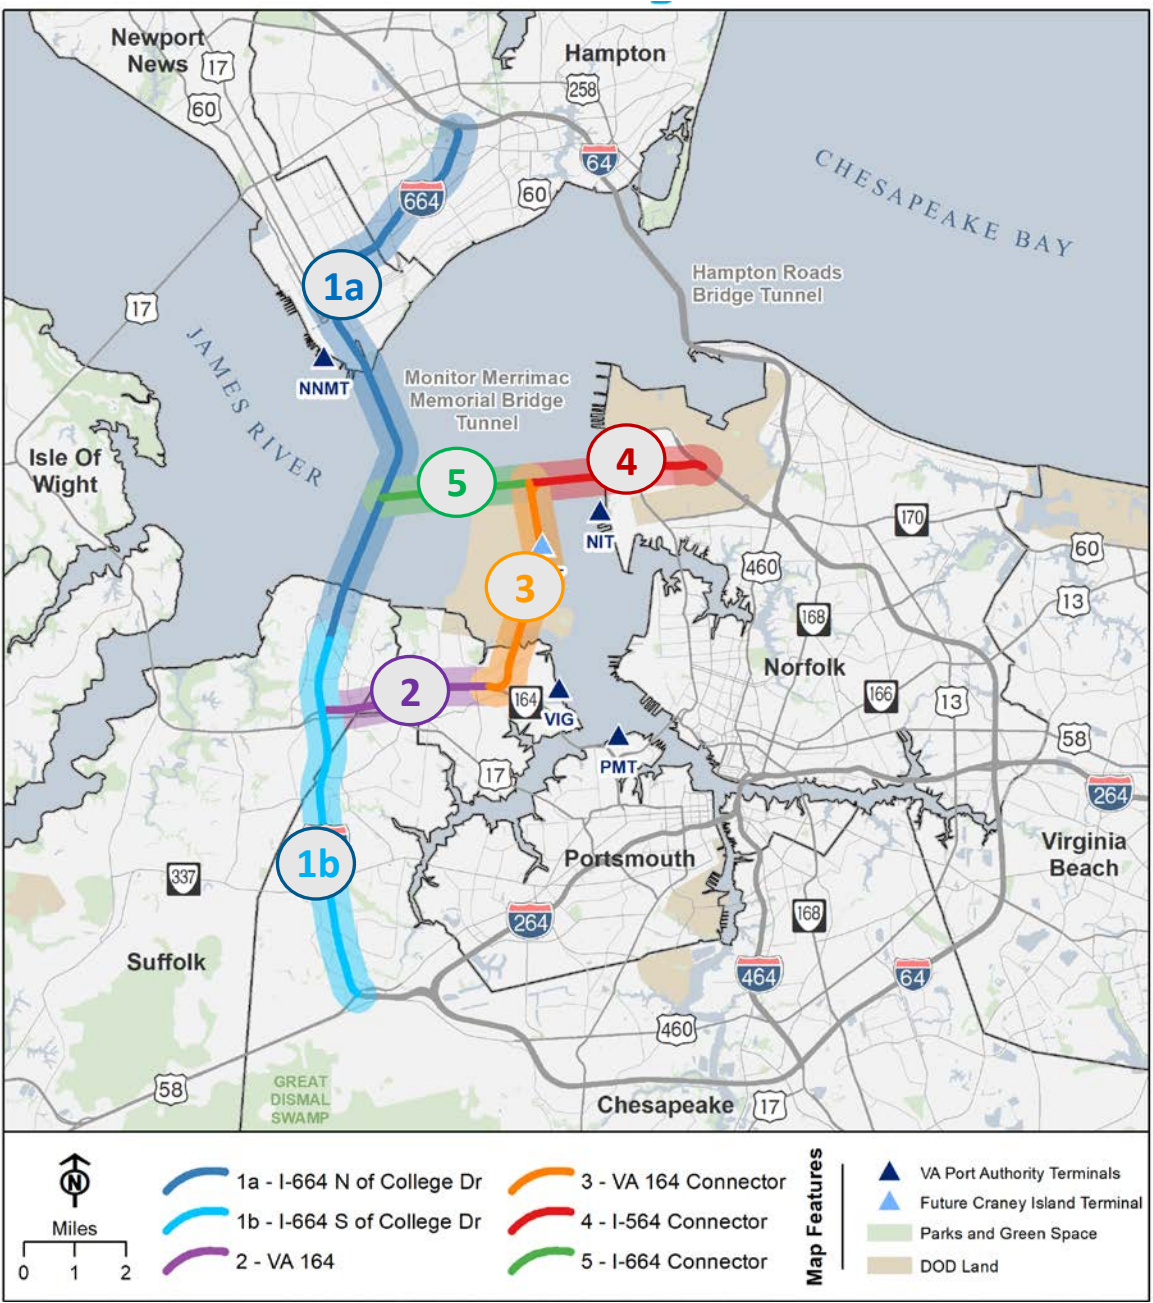 Newport
News
17
Hampton
258
60
64
664
60
CHESAPEAKE BAY
1a
Hampton Roads
Bridge Tunnel
17
JAMES RIVER
NNMT
Monitor Merrimac
Memorial Bridge
Tunnel
Isle Of
Wight
5
4
NIT
170
60
460
13
3
168
Norfolk
2
164
VIG
166
13
58
PMT
17
264
Virginia
Beach
1b
Portsmouth
337
264
168
Suffolk
464
64
460
58
GREAT
DISMAL
SWAMP
Chesapeake
17
N
Miles
0 1 2
1a - I-664 N of College Dr
1b - I-664 S of College Dr
2 - VA 164
3 - VA 164 Connector
4 - I-564 Connector
5 - I-664 Connector
Map Features
VA Port Authority Terminals
Future Craney Island Terminal
Parks and Green Space
DOD Land